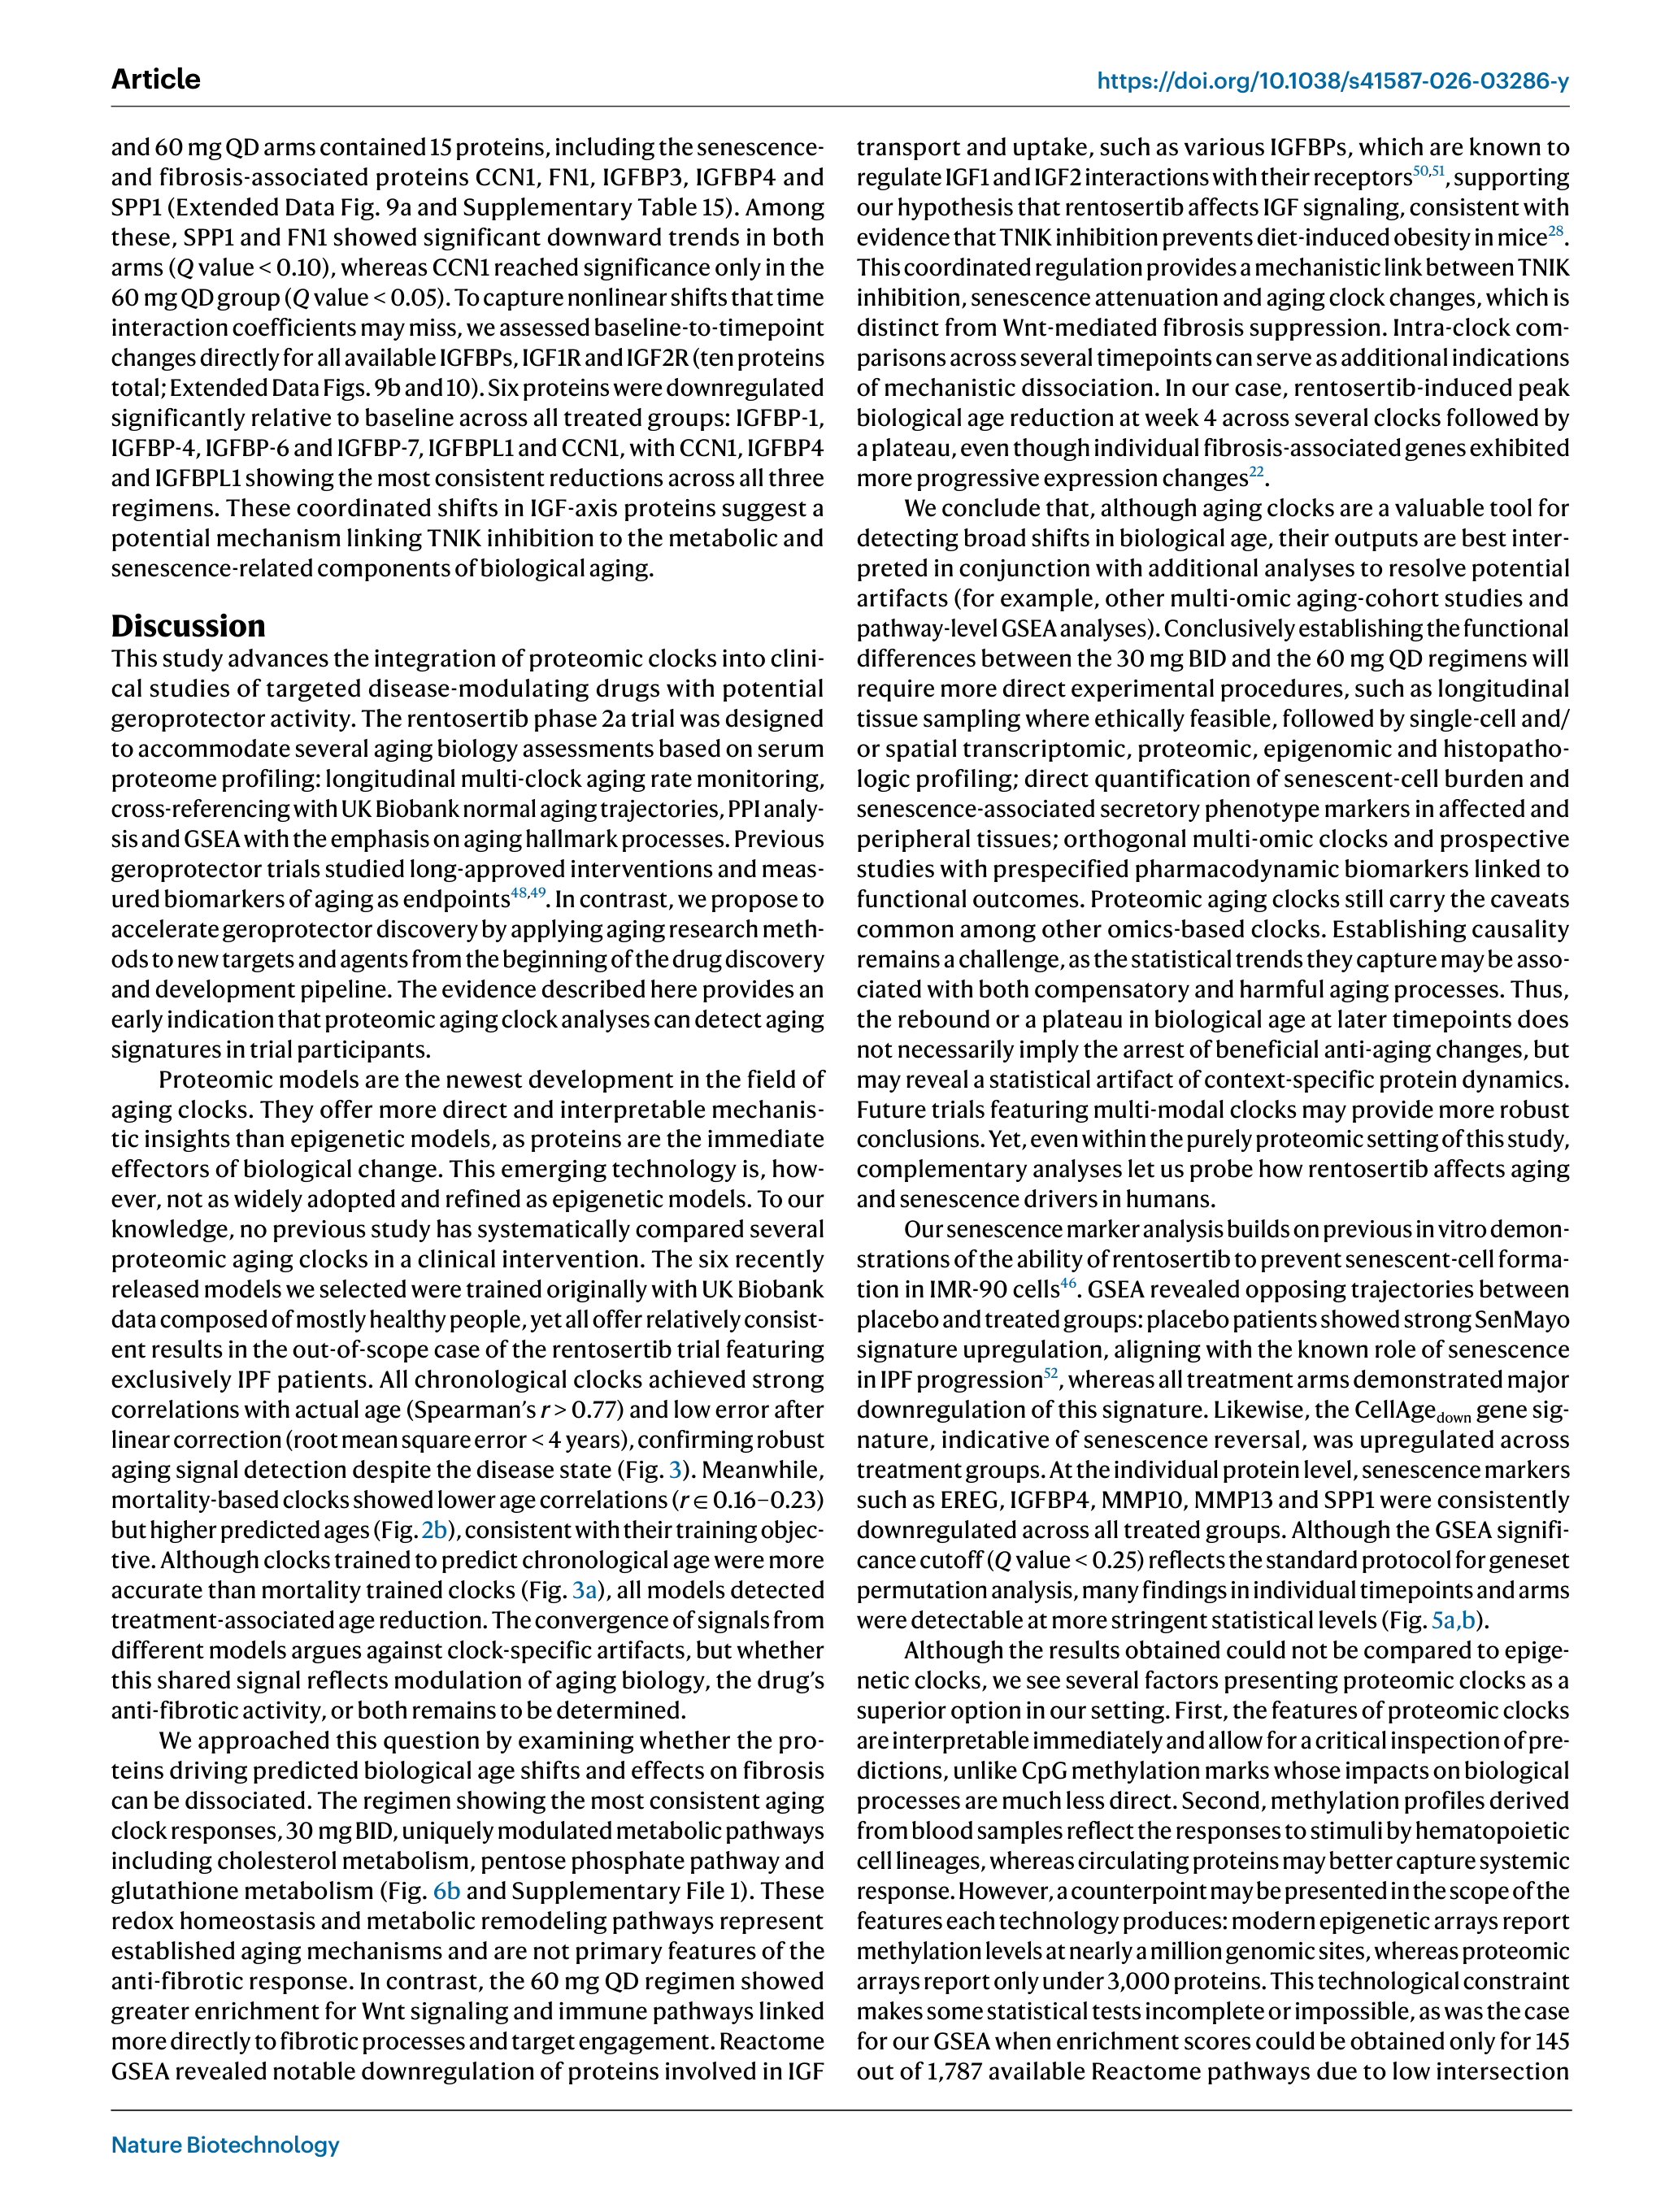 Article
https://doi.org/10.1038/s41587-026-03286-y
and 60 mg QD arms contained 15 proteins, including the senescence-
and fibrosis-associated proteins CCN1, FN1, IGFBP3, IGFBP4 and
SPP1 (Extended Data Fig. 9a and Supplementary Table 15). Among
these, SPP1 and FN1 showed significant downward trends in both
arms (Q value < 0.10), whereas CCN1 reached significance only in the
60 mg QD group (Q value < 0.05). To capture nonlinear shifts that time
interaction coefficients may miss, we assessed baseline-to-timepoint
changes directly for all available IGFBPs, IGF1R and IGF2R (ten proteins
total; Extended Data Figs. 9b and 10). Six proteins were downregulated
significantly relative to baseline across all treated groups: IGFBP-1,
IGFBP-4, IGFBP-6 and IGFBP-7, IGFBPL1 and CCN1, with CCN1, IGFBP4
and IGFBPL1 showing the most consistent reductions across all three
regimens. These coordinated shifts in IGF-axis proteins suggest a
potential mechanism linking TNIK inhibition to the metabolic and
senescence-related components of biological aging.
Discussion
This study advances the integration of proteomic clocks into clini-
cal studies of targeted disease-modulating drugs with potential
geroprotector activity. The rentosertib phase 2a trial was designed
to accommodate several aging biology assessments based on serum
proteome profiling: longitudinal multi-clock aging rate monitoring,
cross-referencing with UK Biobank normal aging trajectories, PPI analy-
sis and GSEA with the emphasis on aging hallmark processes. Previous
geroprotector trials studied long-approved interventions and meas-
ured biomarkers of aging as endpoints48,49. In contrast, we propose to
accelerate geroprotector discovery by applying aging research meth-
ods to new targets and agents from the beginning of the drug discovery
and development pipeline. The evidence described here provides an
early indication that proteomic aging clock analyses can detect aging
signatures in trial participants.
Proteomic models are the newest development in the field of
aging clocks. They offer more direct and interpretable mechanis-
tic insights than epigenetic models, as proteins are the immediate
effectors of biological change. This emerging technology is, how-
ever, not as widely adopted and refined as epigenetic models. To our
knowledge, no previous study has systematically compared several
proteomic aging clocks in a clinical intervention. The six recently
released models we selected were trained originally with UK Biobank
data composed of mostly healthy people, yet all offer relatively consist-
ent results in the out-of-scope case of the rentosertib trial featuring
exclusively IPF patients. All chronological clocks achieved strong
correlations with actual age (Spearman's r > 0.77) and low error after
linear correction (root mean square error < 4 years), confirming robust
aging signal detection despite the disease state (Fig. 3). Meanwhile,
mortality-based clocks showed lower age correlations (r ∈ 0.16–0.23)
but higher predicted ages (Fig. 2b), consistent with their training objec-
tive. Although clocks trained to predict chronological age were more
accurate than mortality trained clocks (Fig. 3a), all models detected
treatment-associated age reduction. The convergence of signals from
different models argues against clock-specific artifacts, but whether
this shared signal reflects modulation of aging biology, the drug's
anti-fibrotic activity, or both remains to be determined.
We approached this question by examining whether the pro-
teins driving predicted biological age shifts and effects on fibrosis
can be dissociated. The regimen showing the most consistent aging
clock responses, 30 mg BID, uniquely modulated metabolic pathways
including cholesterol metabolism, pentose phosphate pathway and
glutathione metabolism (Fig. 6b and Supplementary File 1). These
redox homeostasis and metabolic remodeling pathways represent
established aging mechanisms and are not primary features of the
anti-fibrotic response. In contrast, the 60 mg QD regimen showed
greater enrichment for Wnt signaling and immune pathways linked
more directly to fibrotic processes and target engagement. Reactome
GSEA revealed notable downregulation of proteins involved in IGF
transport and uptake, such as various IGFBPs, which are known to
regulate IGF1 and IGF2 interactions with their receptors50,51, supporting
our hypothesis that rentosertib affects IGF signaling, consistent with
evidence that TNIK inhibition prevents diet-induced obesity in mice28.
This coordinated regulation provides a mechanistic link between TNIK
inhibition, senescence attenuation and aging clock changes, which is
distinct from Wnt-mediated fibrosis suppression. Intra-clock com-
parisons across several timepoints can serve as additional indications
of mechanistic dissociation. In our case, rentosertib-induced peak
biological age reduction at week 4 across several clocks followed by
a plateau, even though individual fibrosis-associated genes exhibited
more progressive expression changes22.
We conclude that, although aging clocks are a valuable tool for
detecting broad shifts in biological age, their outputs are best inter-
preted in conjunction with additional analyses to resolve potential
artifacts (for example, other multi-omic aging-cohort studies and
pathway-level GSEA analyses). Conclusively establishing the functional
differences between the 30 mg BID and the 60 mg QD regimens will
require more direct experimental procedures, such as longitudinal
tissue sampling where ethically feasible, followed by single-cell and/
or spatial transcriptomic, proteomic, epigenomic and histopatho-
logic profiling; direct quantification of senescent-cell burden and
senescence-associated secretory phenotype markers in affected and
peripheral tissues; orthogonal multi-omic clocks and prospective
studies with prespecified pharmacodynamic biomarkers linked to
functional outcomes. Proteomic aging clocks still carry the caveats
common among other omics-based clocks. Establishing causality
remains a challenge, as the statistical trends they capture may be asso-
ciated with both compensatory and harmful aging processes. Thus,
the rebound or a plateau in biological age at later timepoints does
not necessarily imply the arrest of beneficial anti-aging changes, but
may reveal a statistical artifact of context-specific protein dynamics.
Future trials featuring multi-modal clocks may provide more robust
conclusions. Yet, even within the purely proteomic setting of this study,
complementary analyses let us probe how rentosertib affects aging
and senescence drivers in humans.
Our senescence marker analysis builds on previous in vitro demon-
strations of the ability of rentosertib to prevent senescent-cell forma-
tion in IMR-90 cells46. GSEA revealed opposing trajectories between
placebo and treated groups: placebo patients showed strong SenMayo
signature upregulation, aligning with the known role of senescence
in IPF progression52, whereas all treatment arms demonstrated major
downregulation of this signature. Likewise, the CellAgedown gene sig-
nature, indicative of senescence reversal, was upregulated across
treatment groups. At the individual protein level, senescence markers
such as EREG, IGFBP4, MMP10, MMP13 and SPP1 were consistently
downregulated across all treated groups. Although the GSEA signifi-
cance cutoff (Q value < 0.25) reflects the standard protocol for geneset
permutation analysis, many findings in individual timepoints and arms
were detectable at more stringent statistical levels (Fig. 5a,b).
Although the results obtained could not be compared to epige-
netic clocks, we see several factors presenting proteomic clocks as a
superior option in our setting. First, the features of proteomic clocks
are interpretable immediately and allow for a critical inspection of pre-
dictions, unlike CpG methylation marks whose impacts on biological
processes are much less direct. Second, methylation profiles derived
from blood samples reflect the responses to stimuli by hematopoietic
cell lineages, whereas circulating proteins may better capture systemic
response. However, a counterpoint may be presented in the scope of the
features each technology produces: modern epigenetic arrays report
methylation levels at nearly a million genomic sites, whereas proteomic
arrays report only under 3,000 proteins. This technological constraint
makes some statistical tests incomplete or impossible, as was the case
for our GSEA when enrichment scores could be obtained only for 145
out of 1,787 available Reactome pathways due to low intersection
Nature Biotechnology